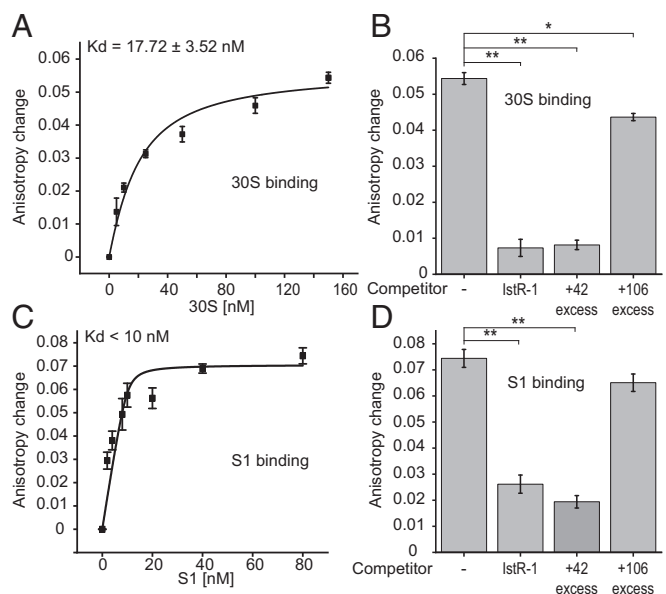 A
Kd = 17.72 ± 3.52 nM
Anisotropy change
0.06
0.05
0.04
0.03
0.02
0.01
0
30S binding
0 40 80 120 160
30S [nM]
B
* 
**
**
Anisotropy change
0.06
0.05
0.04
0.03
0.02
0.01
0
30S binding
Competitor - IstR-1 +42 +106
excess excess
C
Kd < 10 nM
Anisotropy change
0.08
0.07
0.06
0.05
0.04
0.03
0.02
0.01
0
S1 binding
0 20 40 60 80
S1 [nM]
D
**
**
Anisotropy change
0.08
0.07
0.06
0.05
0.04
0.03
0.02
0.01
0
S1 binding
Competitor - IstR-1 +42 +106
excess excess